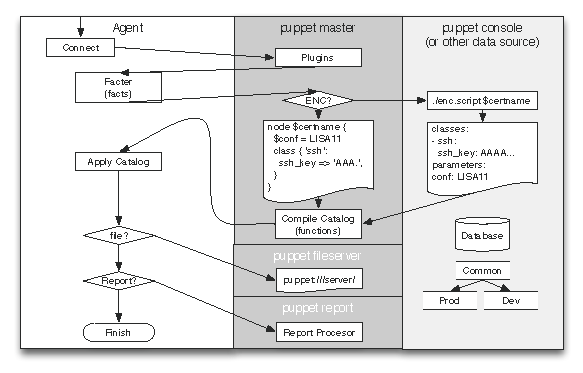 Agent
puppet master
puppet console
(or other data source)
Connect
Plugins
Facter
(facts)
ENC?
./enc.script $certname
node $certname {
$conf = LISA11
class { 'ssh':
ssh_key => 'AAA.',
}
}
classes:
- ssh:
ssh_key: AAAA...
parameters:
conf: LISA11
Apply Catalog
Compile Catalog
(functions)
file?
Database
puppet fileserver
puppet:///server/
Common
Prod
Dev
Report?
puppet report
Finish
Report Procesor